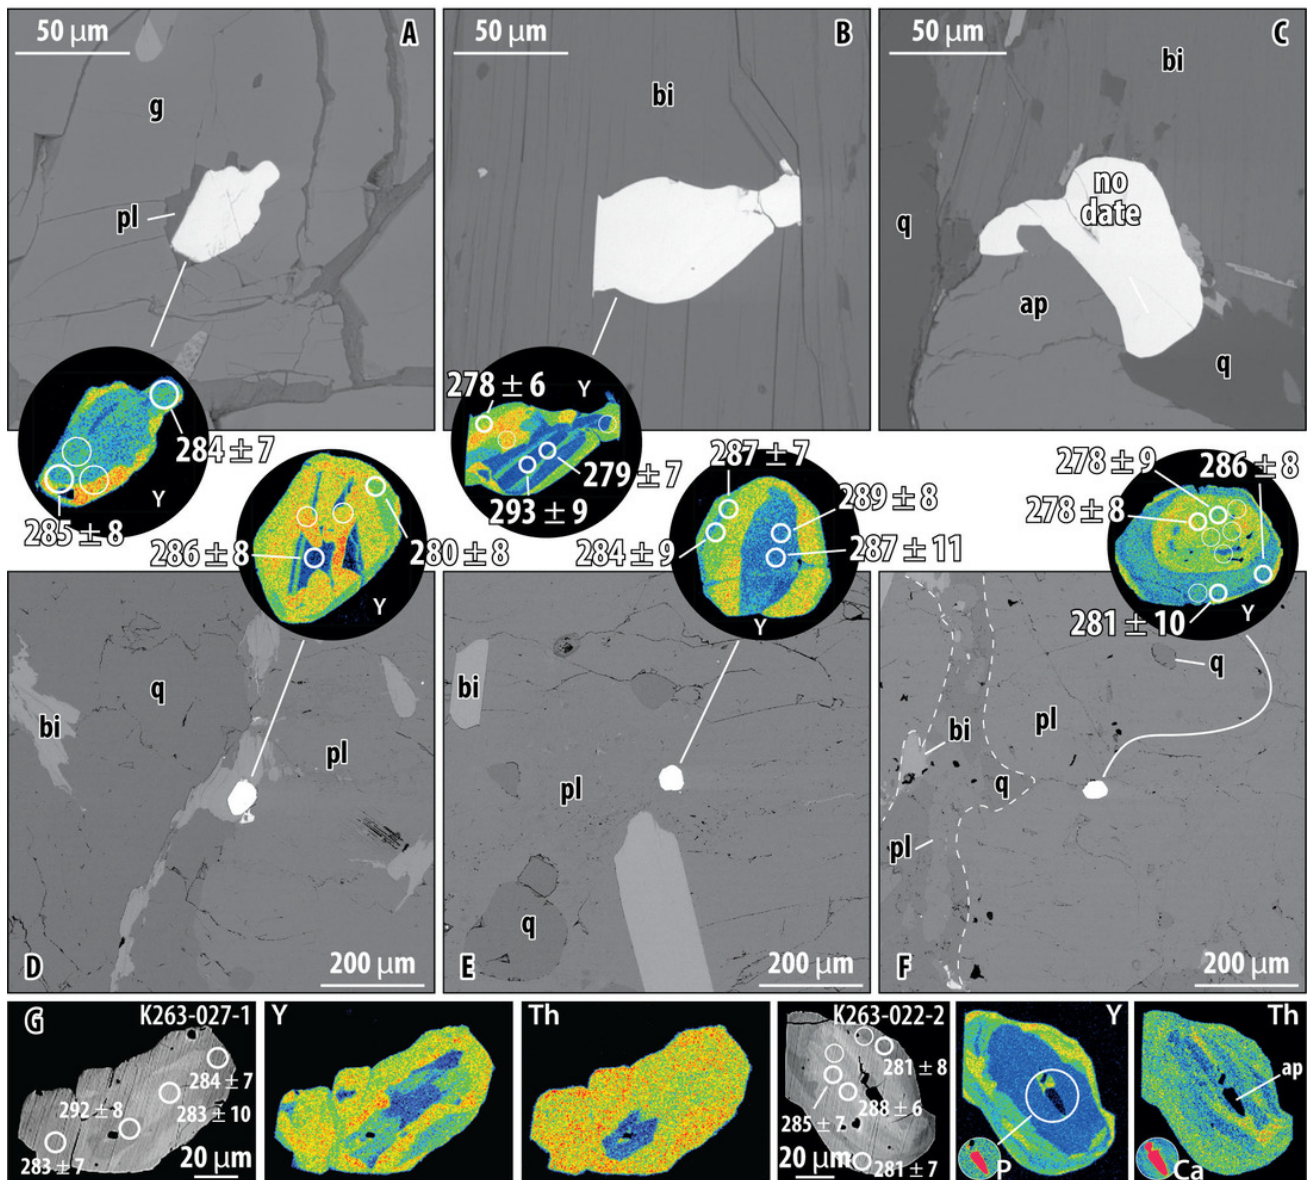 50 µm
A
g
pl
50 µm
B
bi
50 µm
C
bi
no
date
q
ap
q
284 ± 7
285 ± 8
Y
278 ± 6
Y
279 ± 7
293 ± 9
286 ± 8
280 ± 8
Y
287 ± 7
289 ± 8
284 ± 9
287 ± 11
Y
278 ± 9
286 ± 8
278 ± 8
281 ± 10
Y
q
bi
pl
D
200 µm
bi
pl
q
E
200 µm
q
pl
bi
q
pl
F
200 µm
G
K263-027-1
284 ± 7
292 ± 8
283 ± 10
283 ± 7
20 µm
Y
Th
K263-022-2
281 ± 8
288 ± 6
285 ± 7
281 ± 7
20 µm
Y
P
Th
ap
Ca